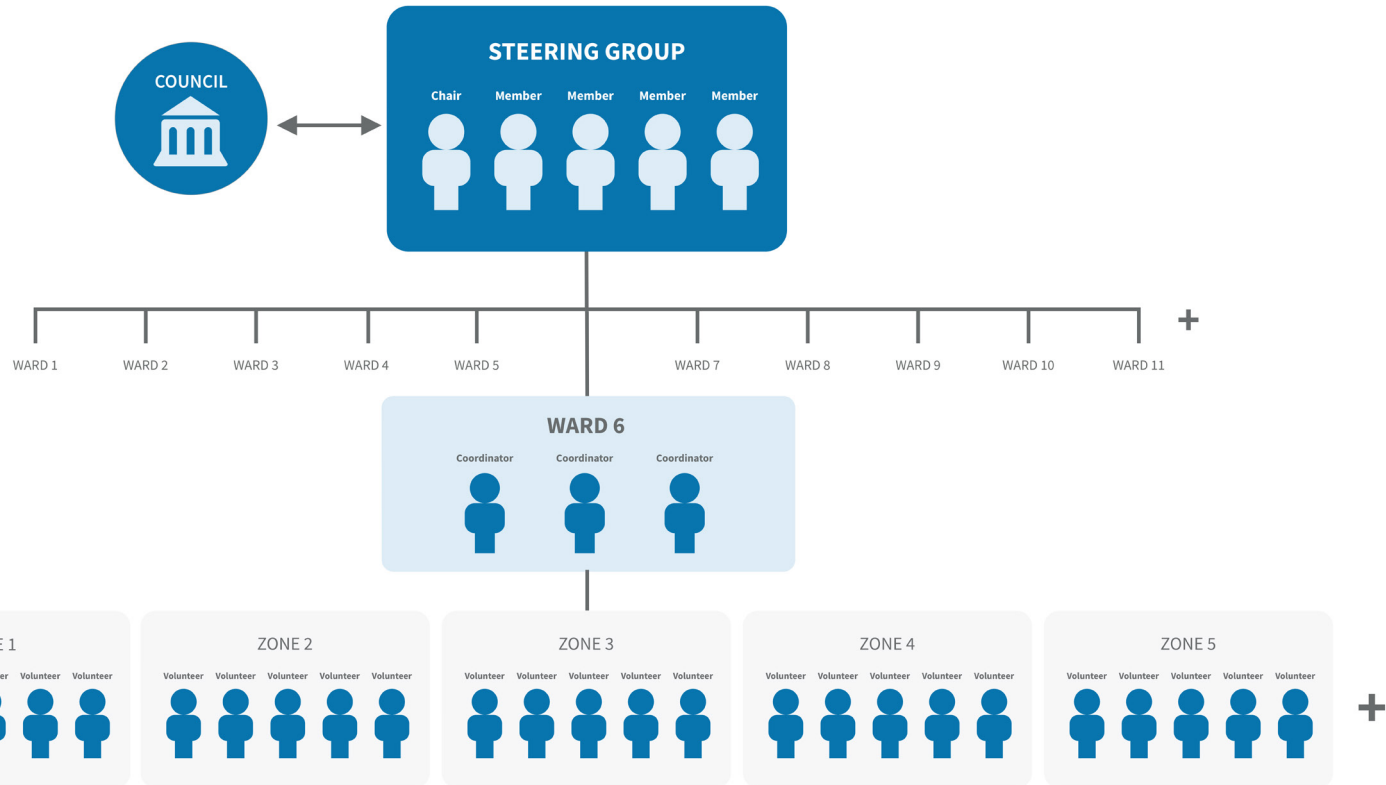 STEERING GROUP
COUNCIL
Chair Member Member Member Member
+
WARD 1 WARD 2 WARD 3 WARD 4 WARD 5 WARD 7 WARD 8 WARD 9 WARD 10 WARD 11
WARD 6
Coordinator Coordinator Coordinator
E 1 ZONE 2 ZONE 3 ZONE 4 ZONE 5
er Volunteer Volunteer Volunteer Volunteer Volunteer Volunteer Volunteer Volunteer Volunteer Volunteer Volunteer Volunteer Volunteer Volunteer Volunteer Volunteer Volunteer Volunteer Volunteer Volunteer Volunteer Volunteer
+